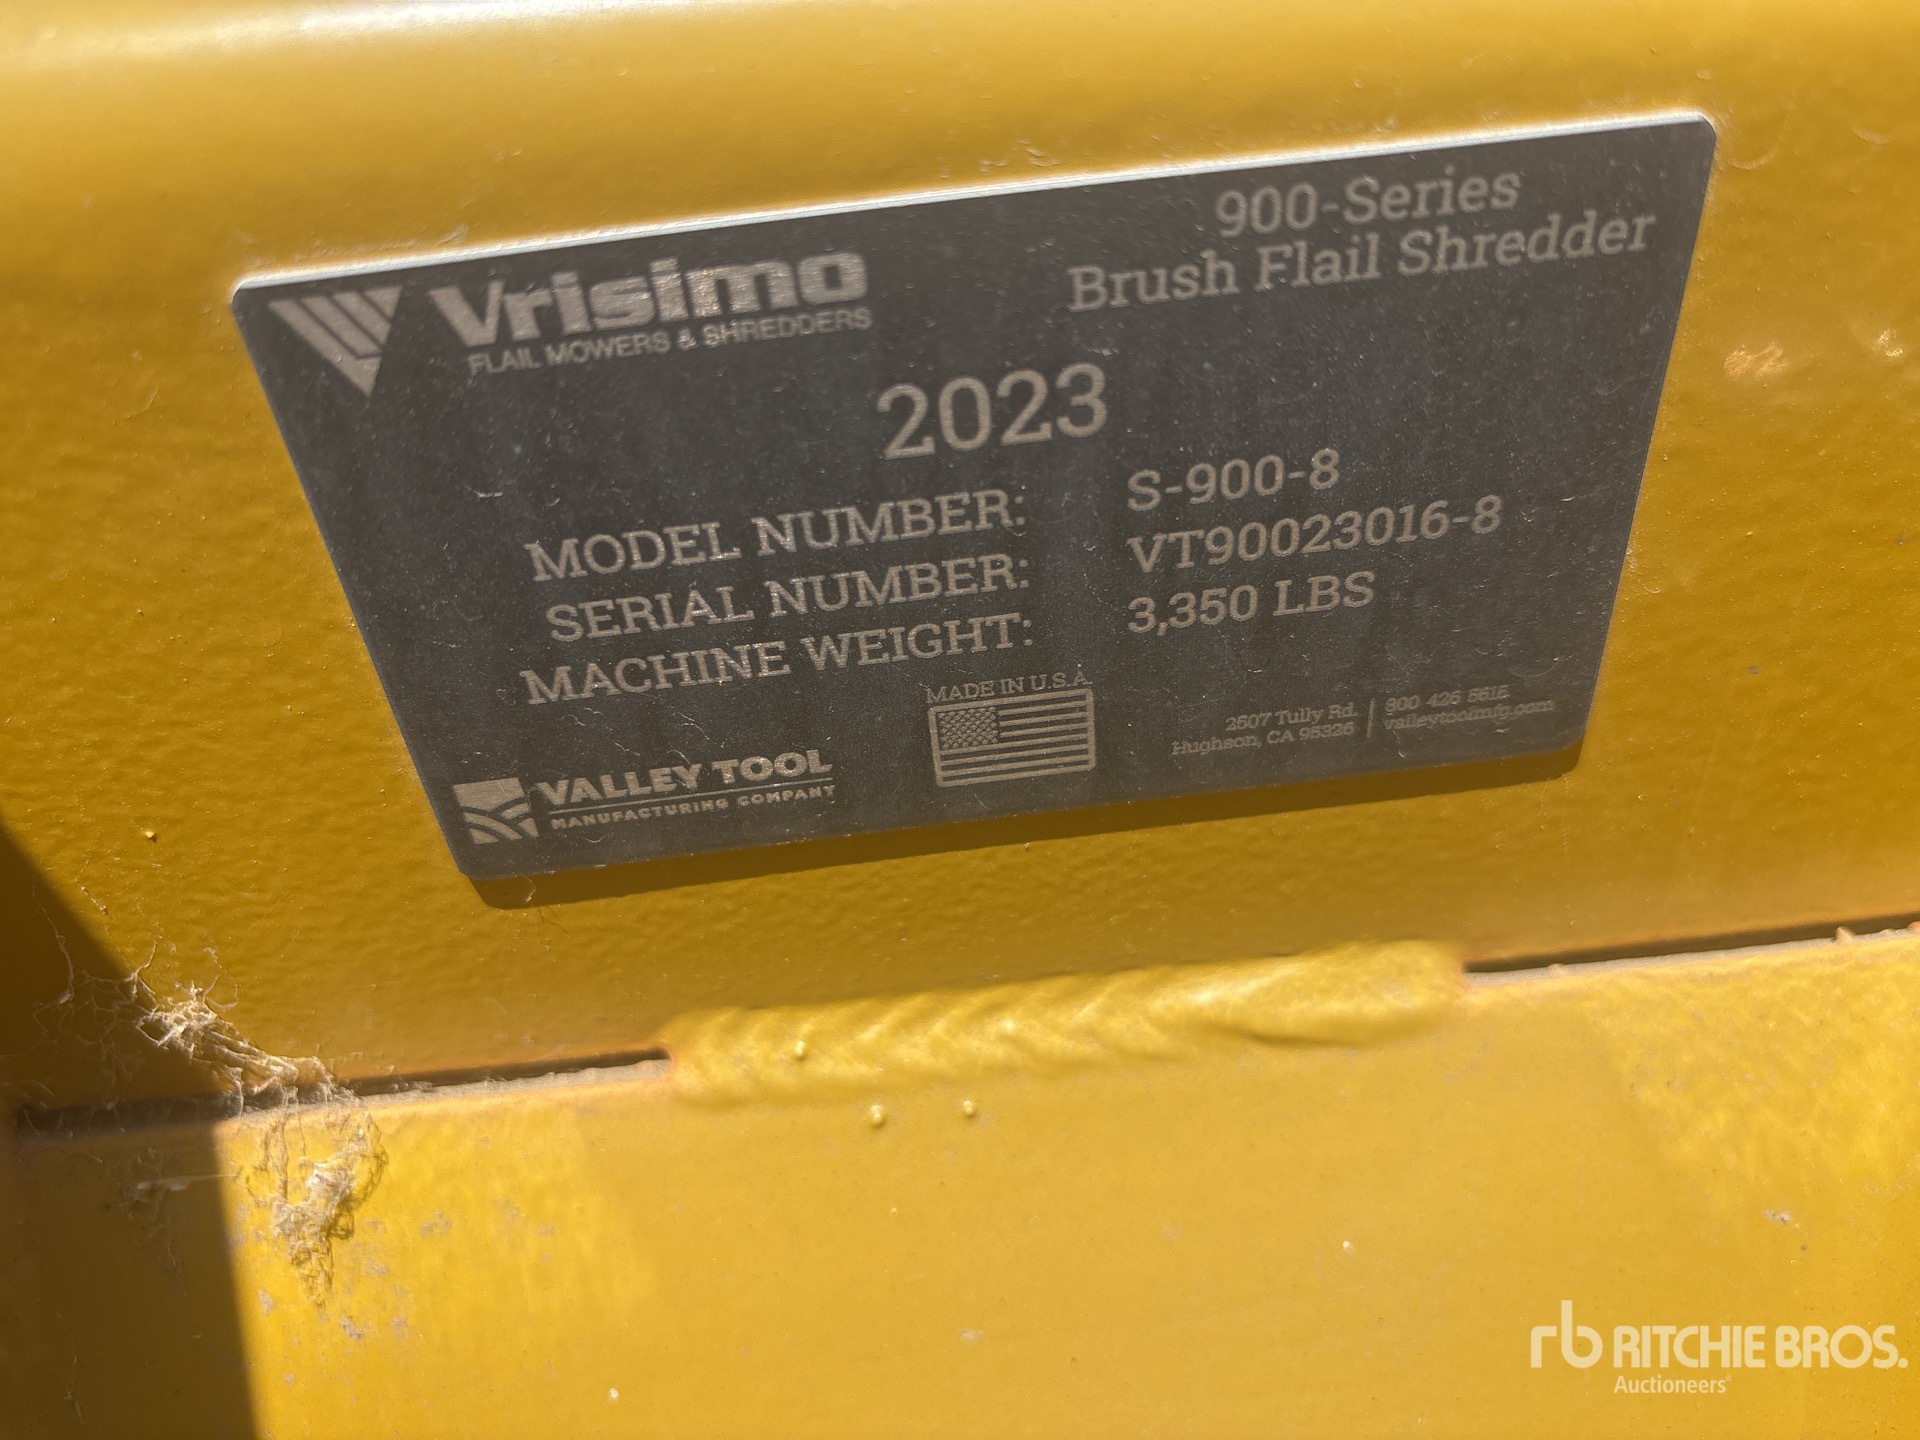 Vrisimo
FLAIL MOWERS & SHREDDERS
900-Series
Brush Flail Shredder
2023
MODEL NUMBER: S-900-8
SERIAL NUMBER: VT90023016-8
MACHINE WEIGHT: 3,350 LBS
MADE IN U.S.A
VALLEY TOOL
MANUFACTURING COMPANY
2507 Tully Rd.
Hughson, CA 95326
800 426
valleytoolmfg.com
rb RITCHIE BROS.
Auctioneers